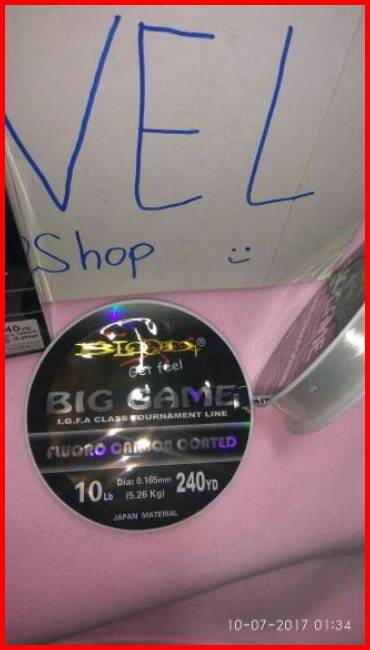 VEL
Shop :)
BLOOD®
Get feel
BIG GAME
I.G.F.A CLASS TOURNAMENT LINE
FLUORO CARBON COATED
10Lb Dia: 0.165mm (5.26 Kg) 240YD
JAPAN MATERIAL
10-07-2017 01:34